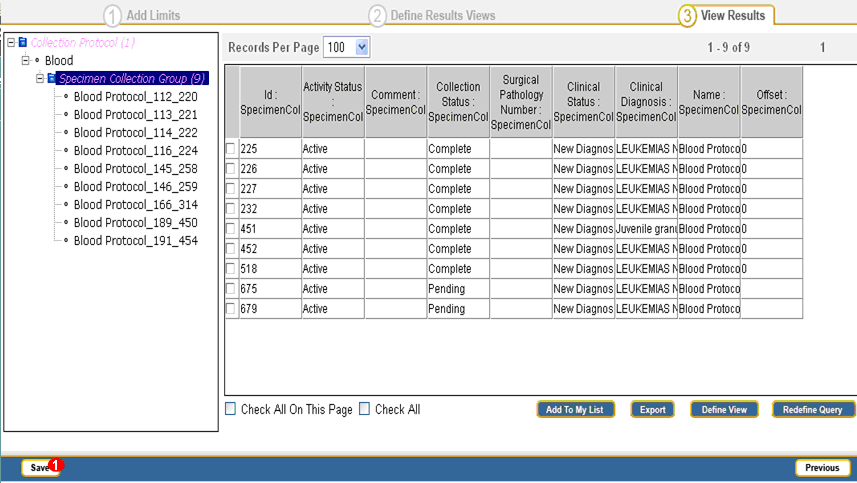 1 Add Limits 2 Define Results Views 3 View Results
Collection Protocol (1)
Blood
Specimen Collection Group (9)
Blood Protocol_112_220
Blood Protocol_113_221
Blood Protocol_114_222
Blood Protocol_116_224
Blood Protocol_145_258
Blood Protocol_146_259
Blood Protocol_166_314
Blood Protocol_189_450
Blood Protocol_191_454
Records Per Page 100 1 - 9 of 9 1
Id : SpecimenCol
Activity Status : SpecimenCol
Comment : SpecimenCol
Collection Status : SpecimenCol
Surgical Pathology Number : SpecimenCol
Clinical Status : SpecimenCol
Clinical Diagnosis : SpecimenCol
Name : SpecimenCol
Offset : SpecimenCol
225 Active Complete New Diagnos LEUKEMIAS N Blood Protoco 0
226 Active Complete New Diagnos LEUKEMIAS N Blood Protoco 0
227 Active Complete New Diagnos LEUKEMIAS N Blood Protoco 0
232 Active Complete New Diagnos LEUKEMIAS N Blood Protoco 0
451 Active Complete New Diagnos Juvenile granu Blood Protoco 0
452 Active Complete New Diagnos LEUKEMIAS N Blood Protoco 0
518 Active Complete New Diagnos LEUKEMIAS N Blood Protoco 0
675 Active Pending New Diagnos LEUKEMIAS N Blood Protoco
679 Active Pending New Diagnos LEUKEMIAS N Blood Protoco
Check All On This Page Check All Add To My List Export Define View Redefine Query
Save 1 Previous